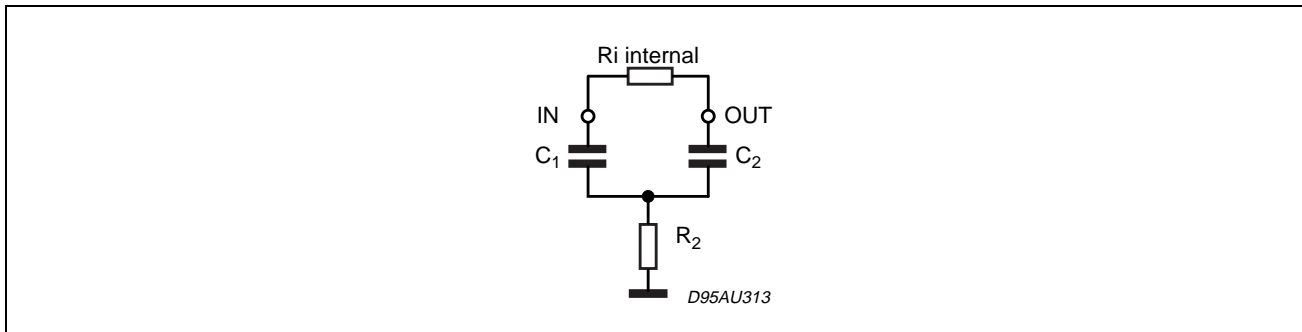 Ri internal
IN
OUT
C1
C2
R2
D95AU313